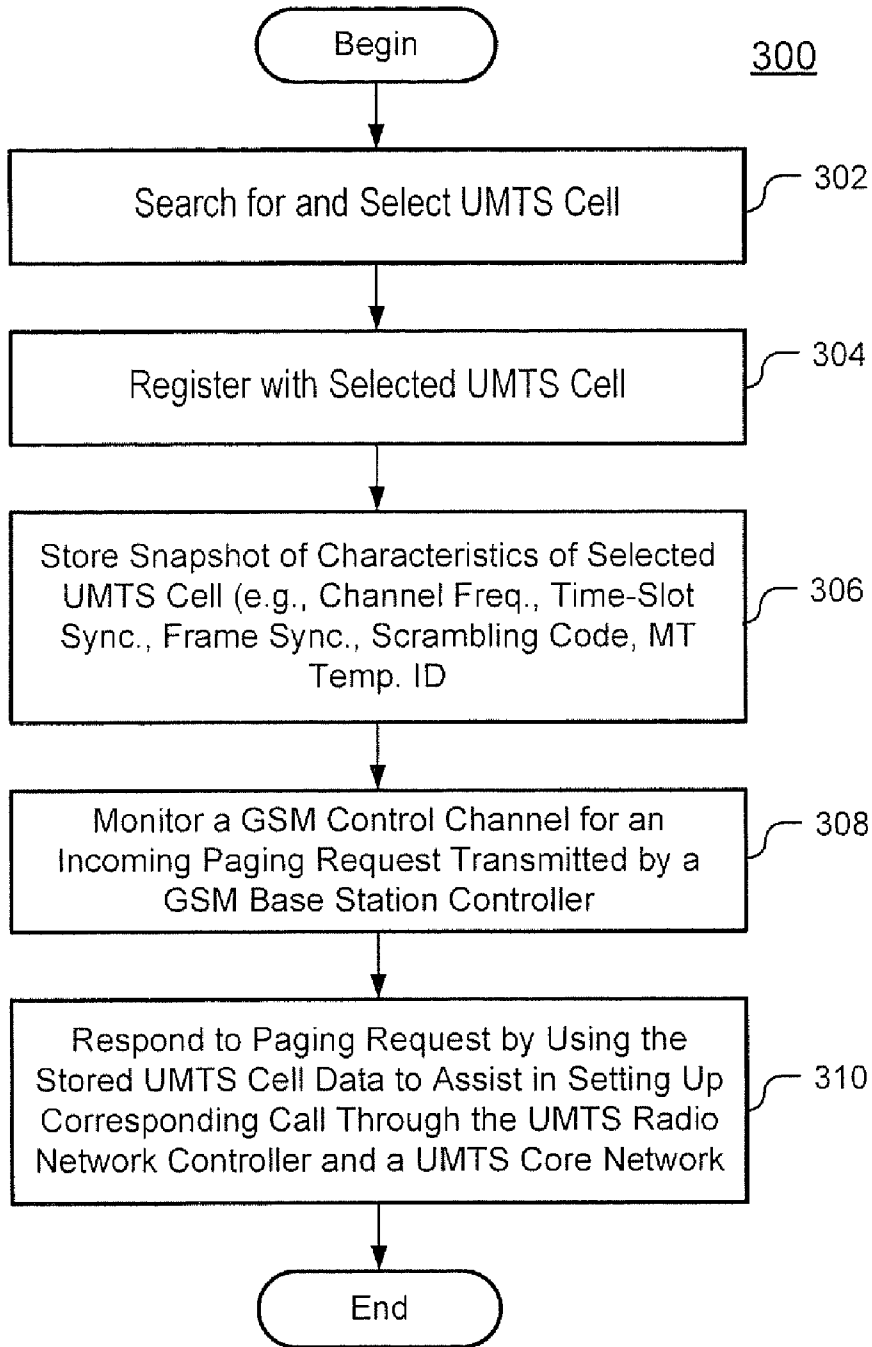 Begin
300
Search for and Select UMTS Cell
302
Register with Selected UMTS Cell
304
Store Snapshot of Characteristics of Selected
UMTS Cell (e.g., Channel Freq., Time-Slot
Sync., Frame Sync., Scrambling Code, MT
Temp. ID
306
Monitor a GSM Control Channel for an
Incoming Paging Request Transmitted by a
GSM Base Station Controller
308
Respond to Paging Request by Using the
Stored UMTS Cell Data to Assist in Setting Up
Corresponding Call Through the UMTS Radio
Network Controller and a UMTS Core Network
310
End